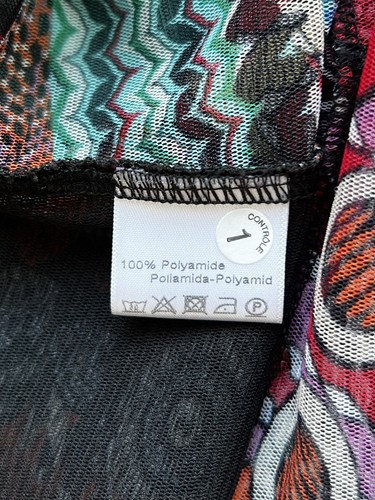 CONTROLE
1
100% Polyamide
Poliamida-Polyamid
P